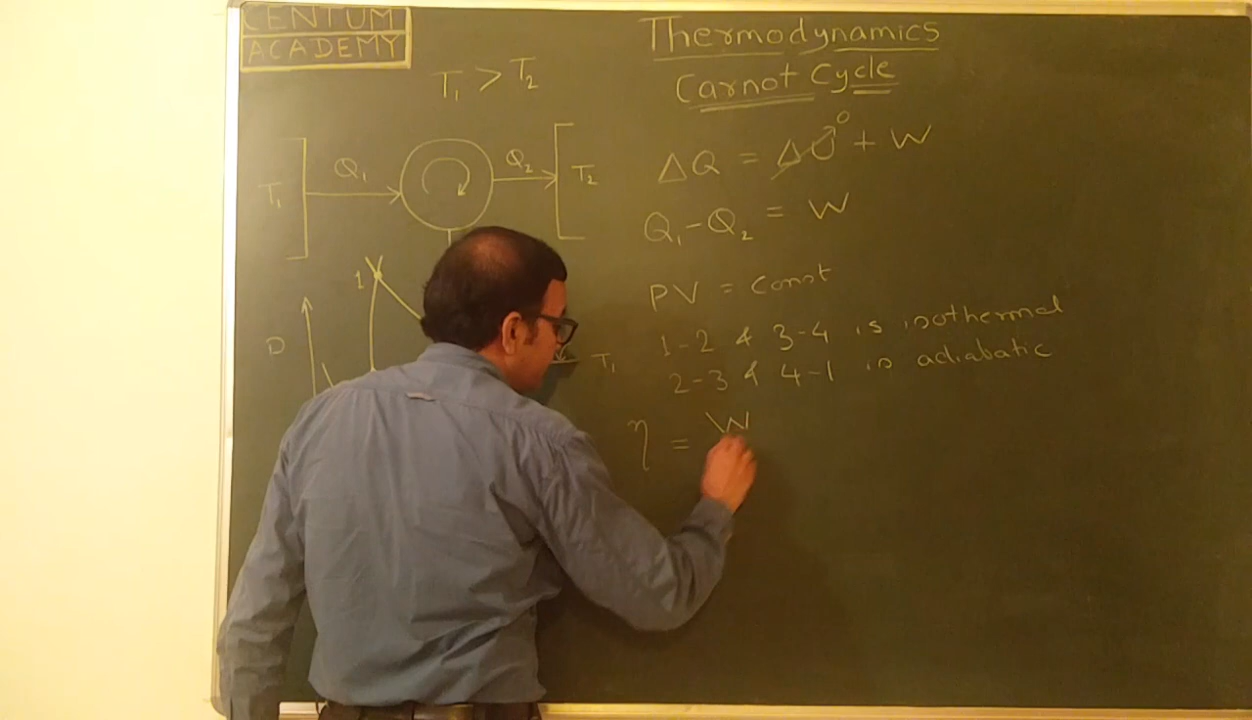 CENTUM
ACADEMY
Thermodynamics
Carnot Cycle
T₁ > T₂
T₁
Q₁
Q₂
T₂
ΔQ = ΔU⁰ + W
Q₁-Q₂ = W
PV = Const
1-2 & 3-4 is isothermal
2-3 & 4-1 is adiabatic
1
T₁
η = W